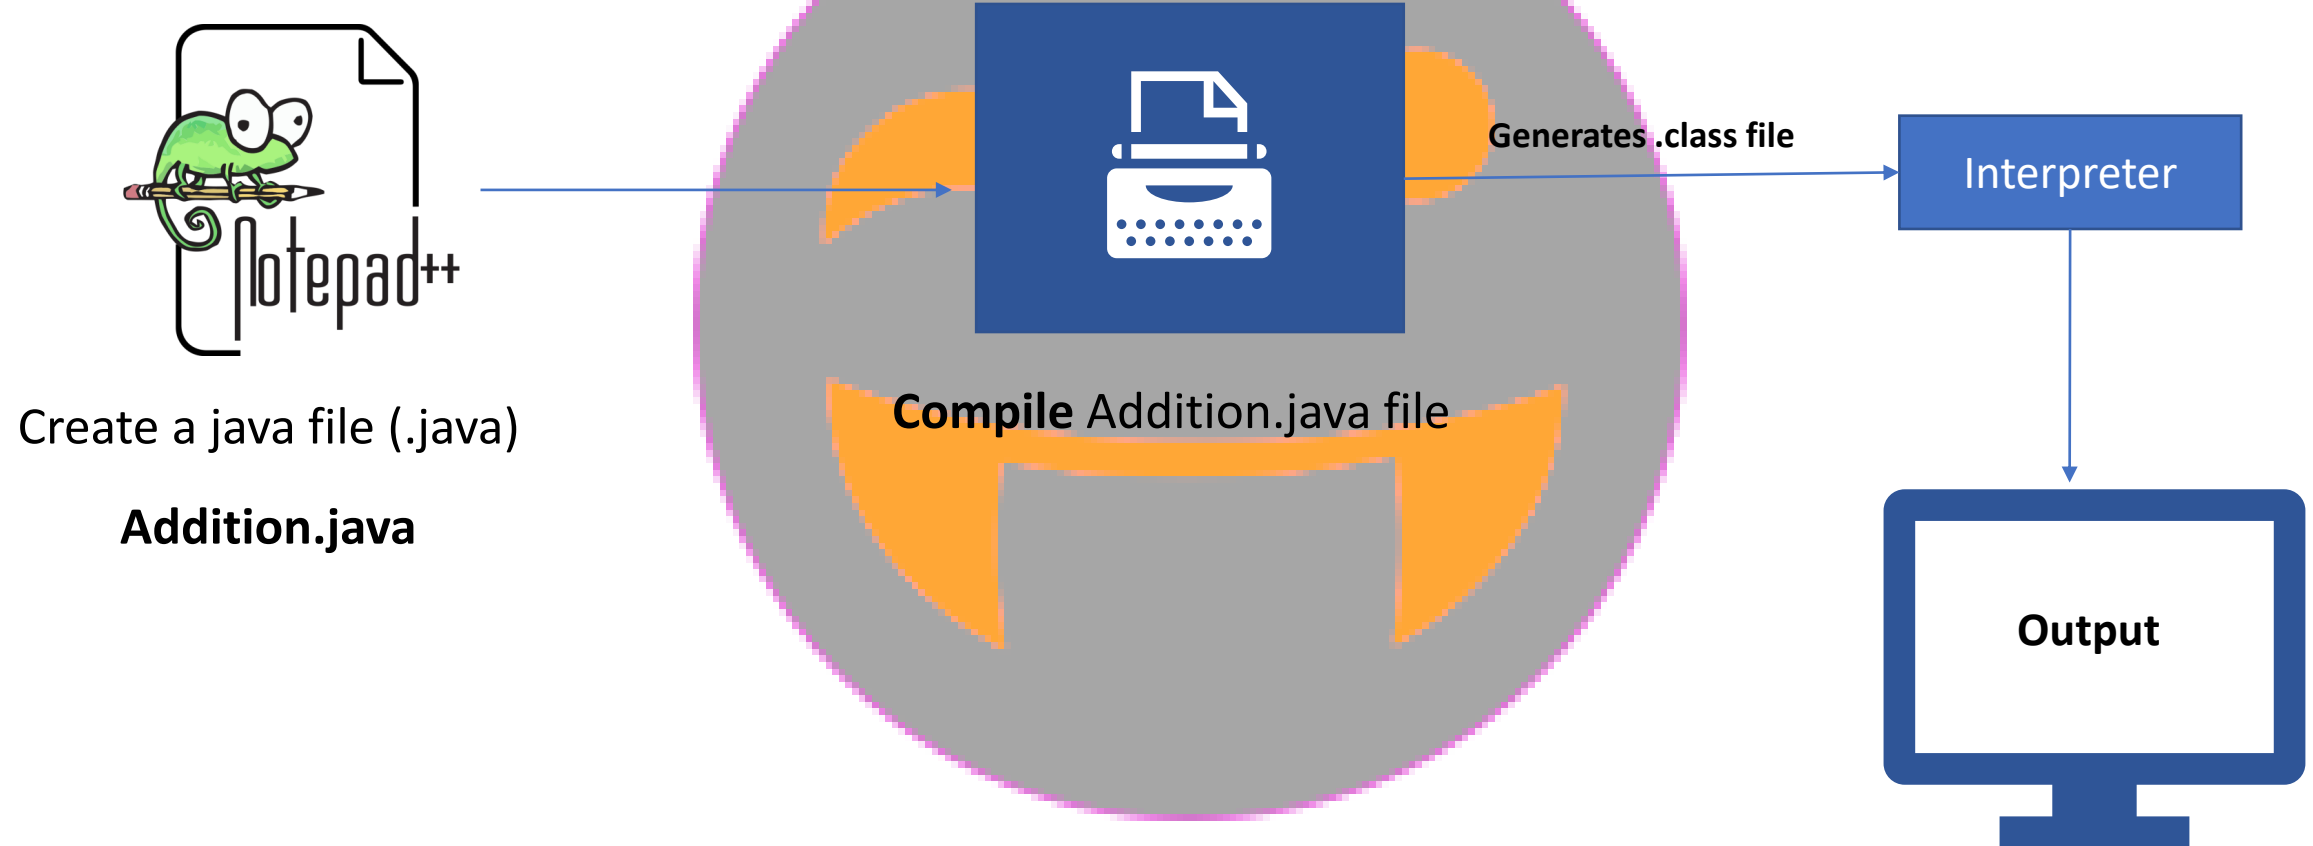 Notepad++
Create a java file (.java)
Addition.java
Compile Addition.java file
Generates .class file
Interpreter
Output